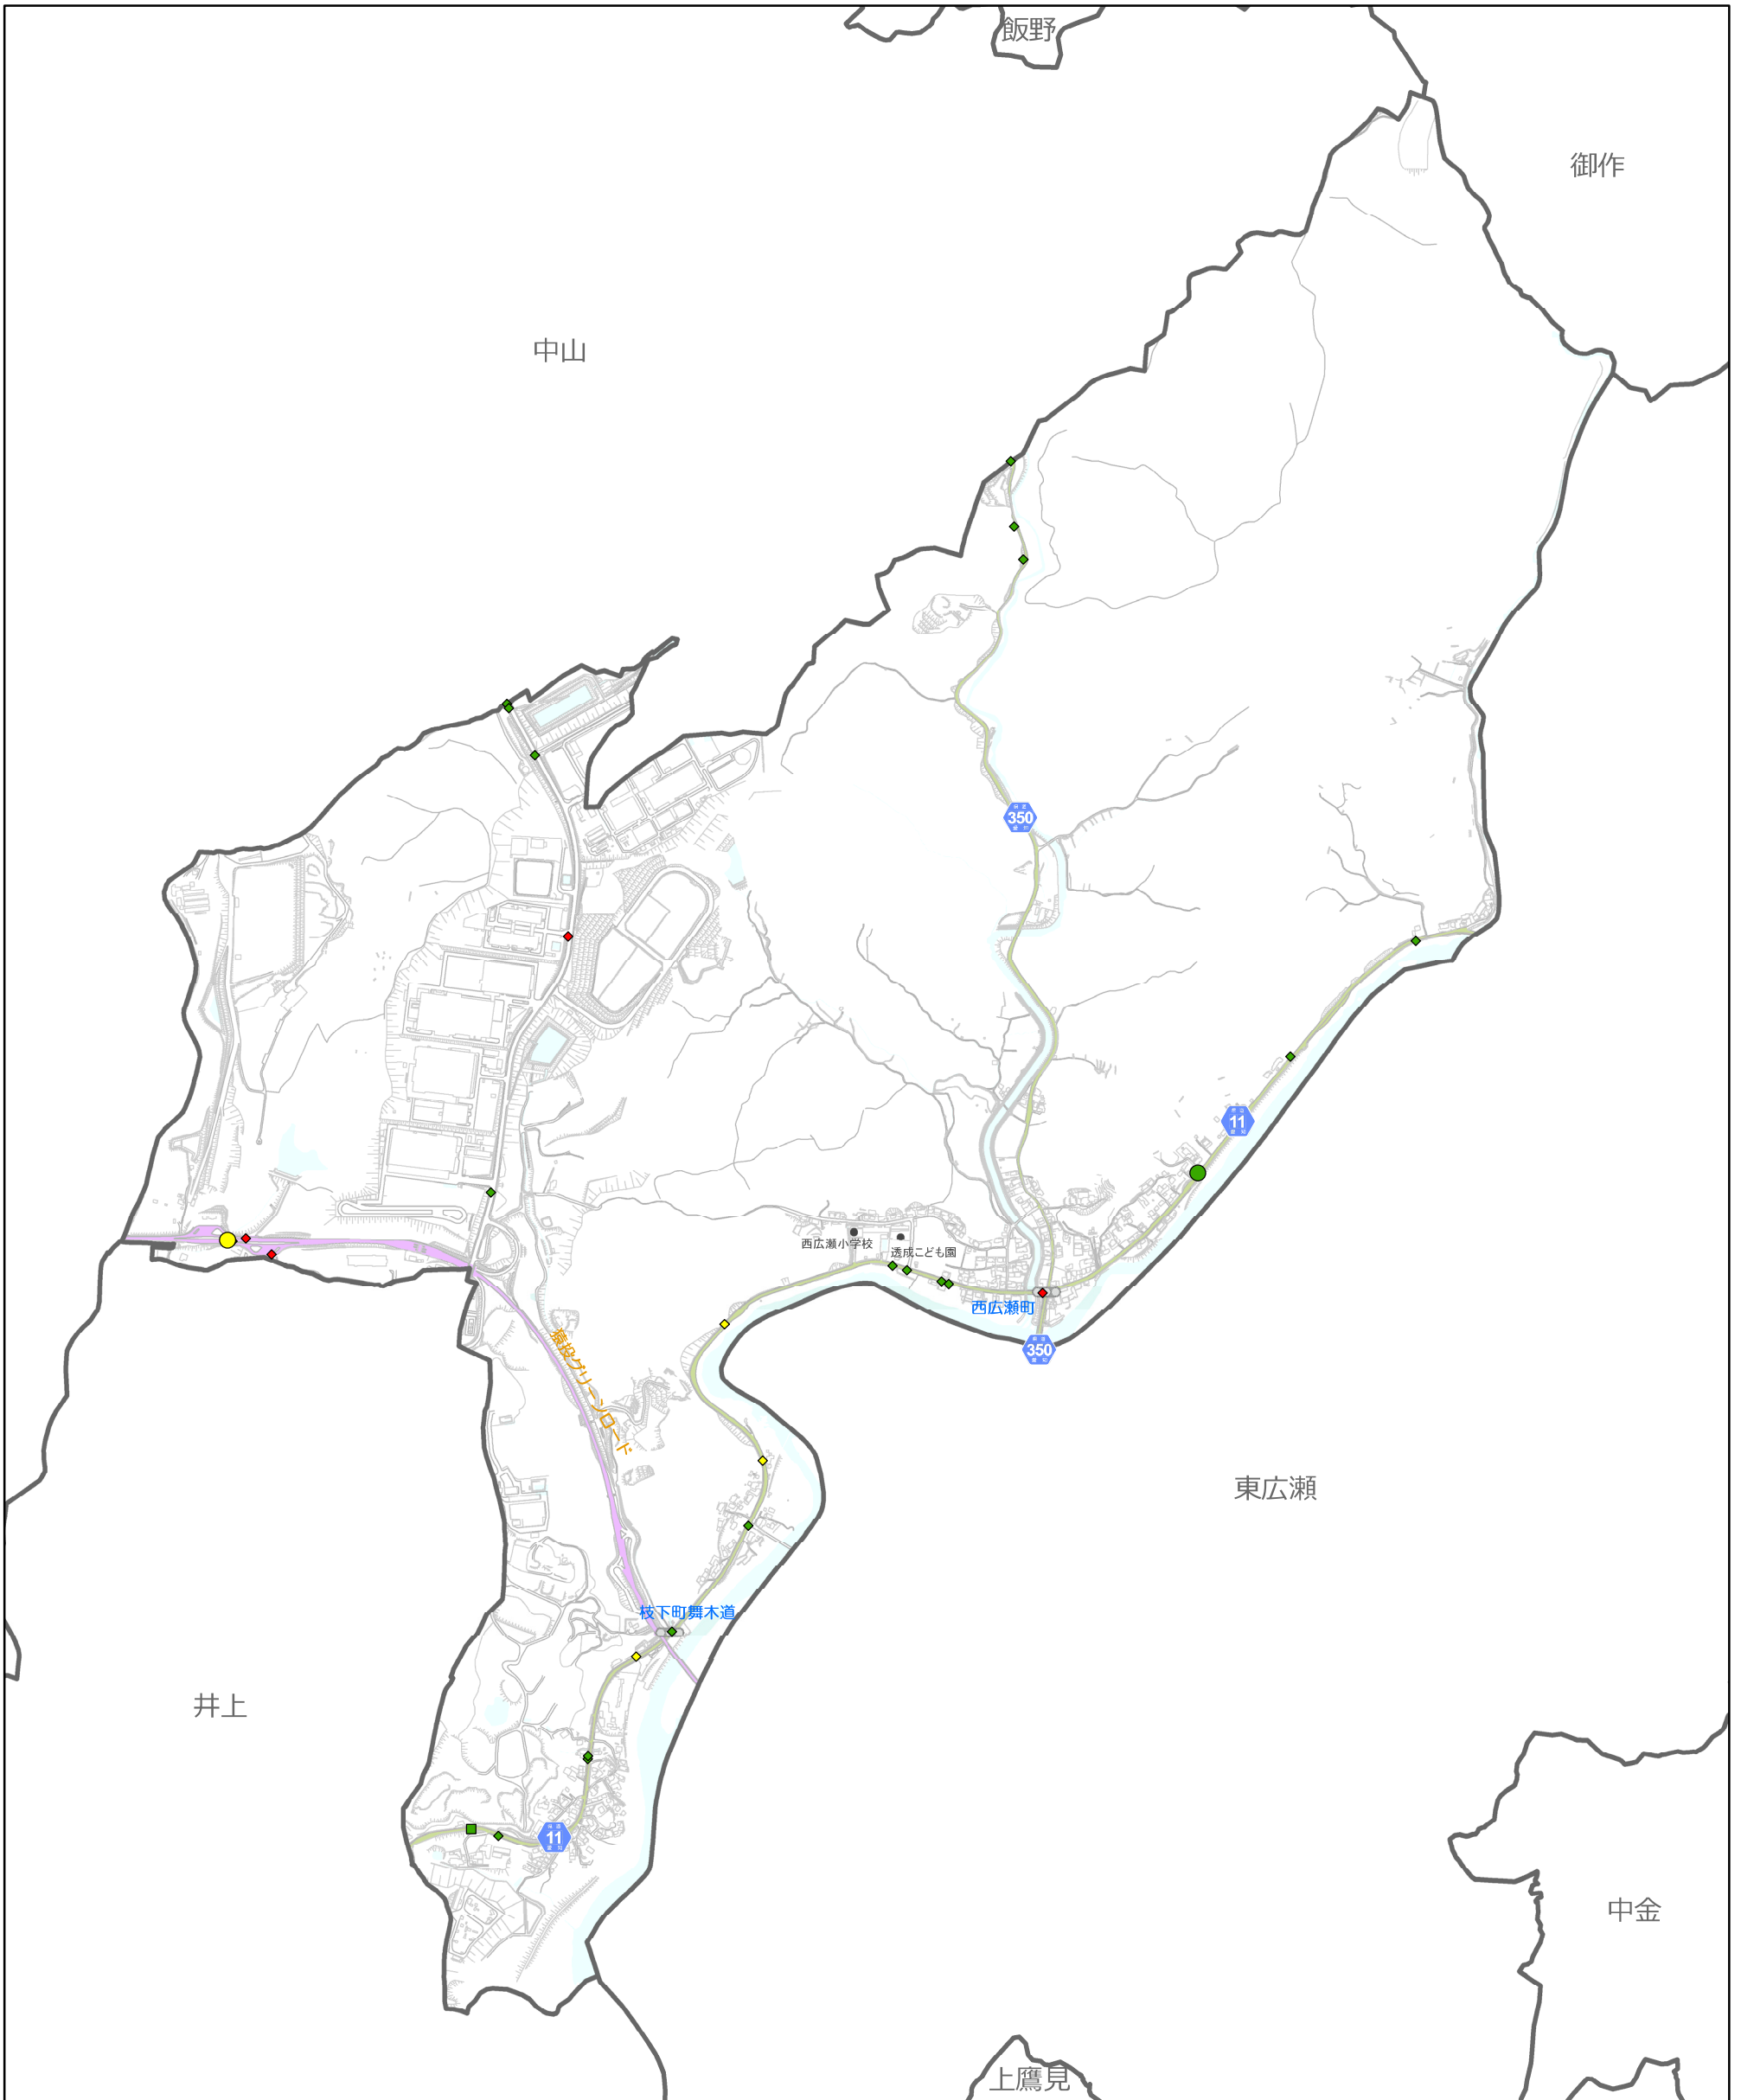 飯野
御作
中山
350
11
西広瀬小学校
透成こども園
西広瀬町
350
猿投グリーンロード
東広瀬
枝下町舞木道
井上
11
中金
上鷹見